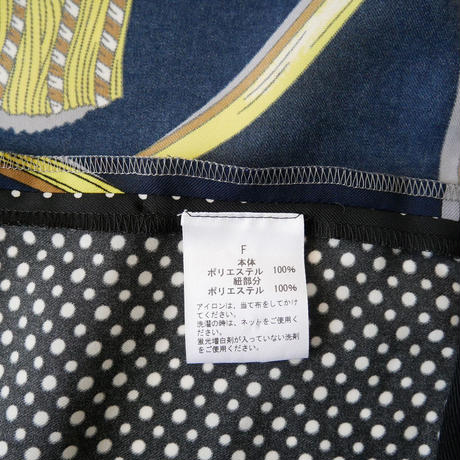 F
本体
ポリエステル 100%
紐部分
ポリエステル 100%
アイロンは、当て布をしてかけ
てください。
洗濯の時は、ネットをご使用く
ださい。
蛍光増白剤が入っていない洗剤
をご使用ください。